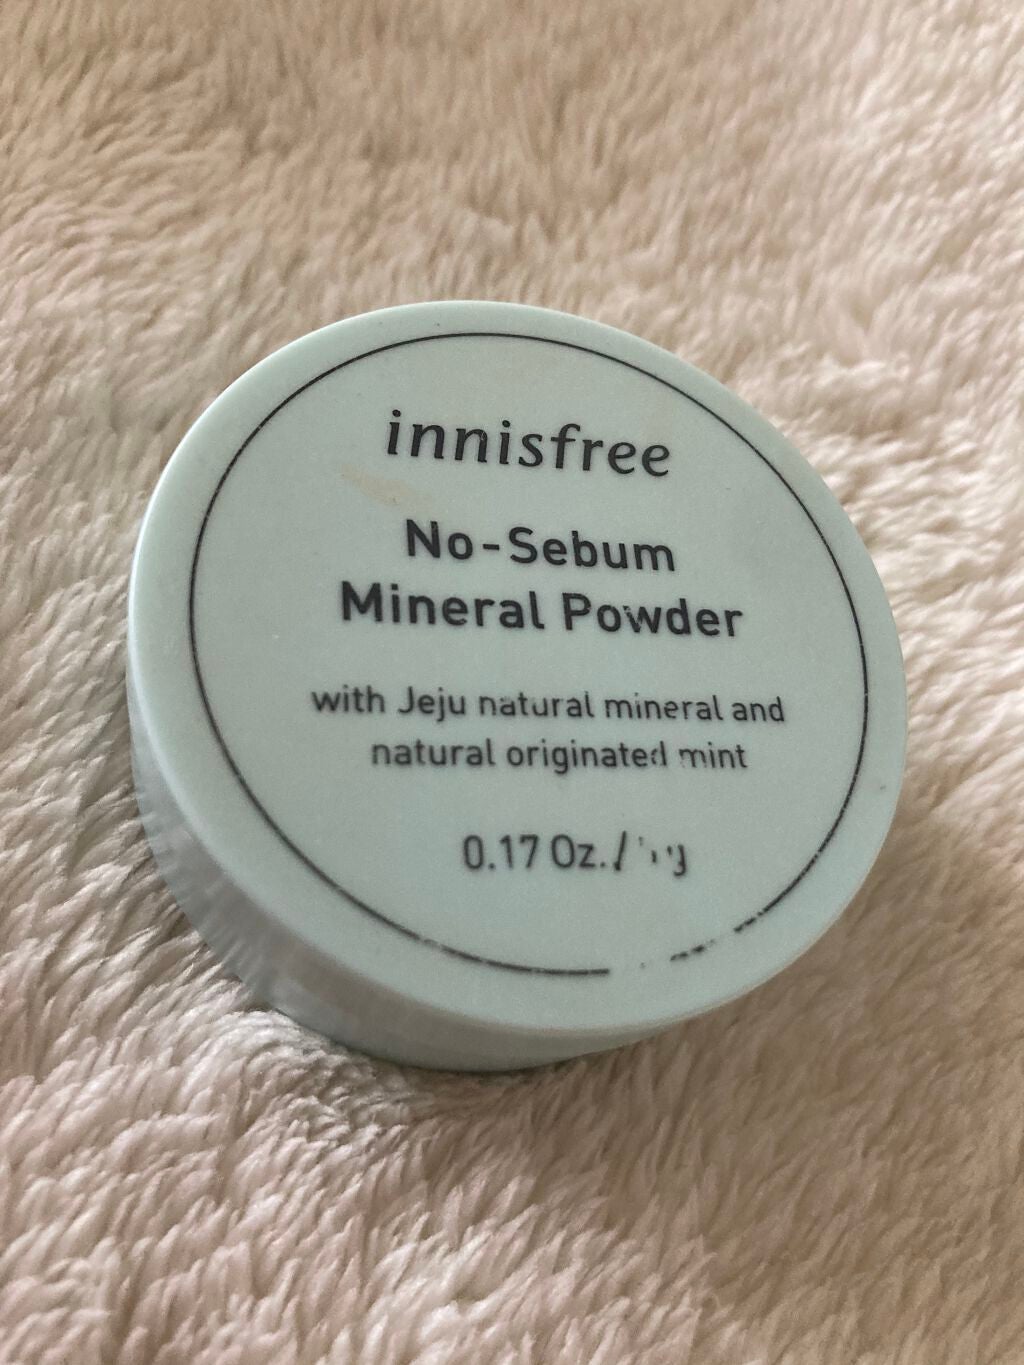 innisfree
No-Sebum
Mineral Powder
with Jeju natural mineral and
natural originated mint
0.17 Oz./